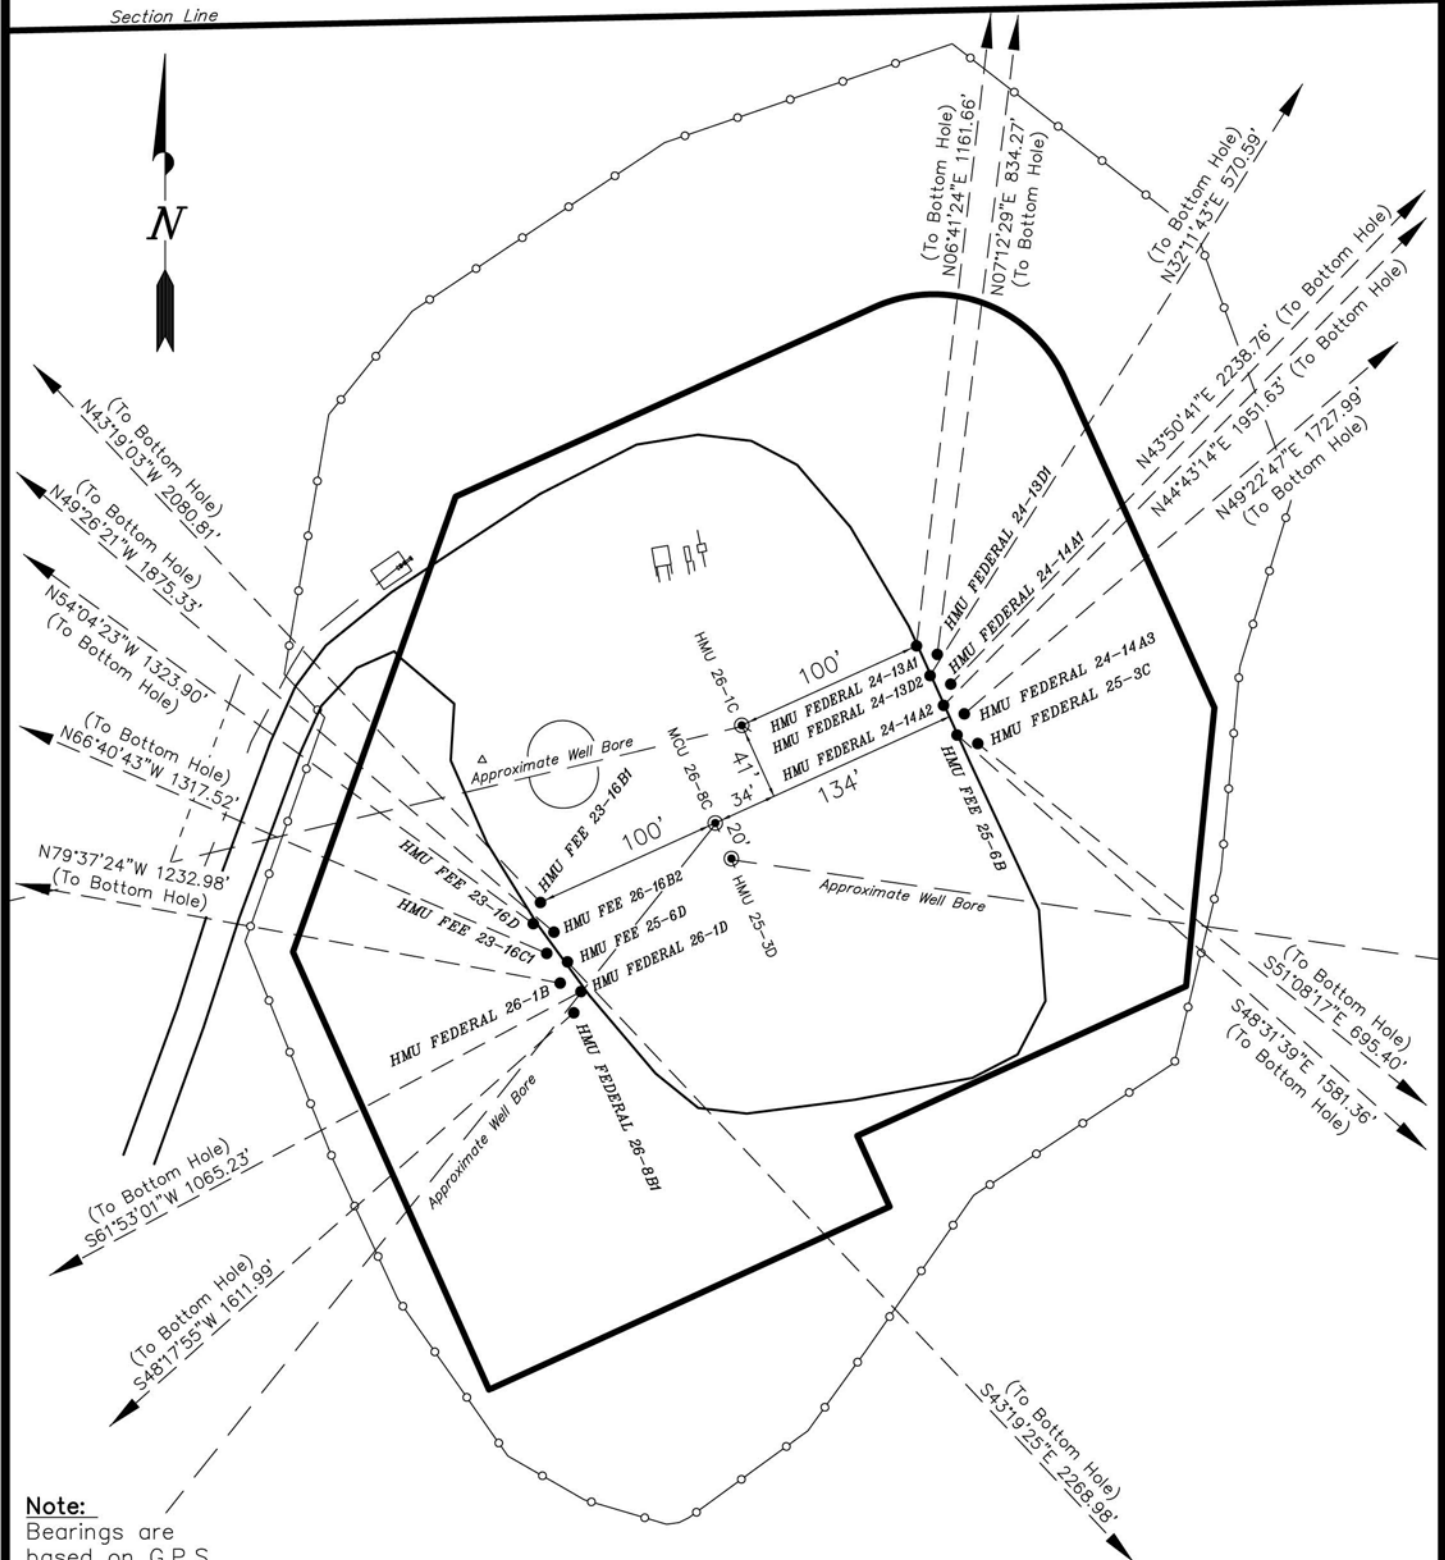 Section Line
N
(To Bottom Hole)
N06°41'24"E 1161.66'
N07°12'29"E 834.27'
(To Bottom Hole)
(To Bottom Hole)
N32°11'43"E 570.59'
N43°50'41"E 2238.76' (To Bottom Hole)
N44°43'14"E 1951.63' (To Bottom Hole)
N49°22'47"E 1727.99'
(To Bottom Hole)
(To Bottom Hole)
N43°19'03"W 2080.81'
(To Bottom Hole)
N49°26'21"W 1875.33'
N54°04'23"W 1323.90'
(To Bottom Hole)
(To Bottom Hole)
N66°40'43"W 1317.52'
N79°37'24"W 1232.98'
(To Bottom Hole)
HMU FEDERAL 24-13D1
HMU FEDERAL 24-14A1
HMU FEDERAL 24-14A3
HMU FEDERAL 25-3C
HMU 26-1C
100'
HMU FEDERAL 24-13A1
HMU FEDERAL 24-13D2
HMU FEDERAL 24-14A2
41'
34'
134'
MCU 26-8C
20'
HMU FEE 25-6B
Approximate Well Bore
HMU FEE 23-16B1
100'
HMU FEE 23-16D
HMU FEE 23-16C1
HMU FEE 26-16B2
HMU FEE 25-6D
HMU FEDERAL 26-1D
HMU 25-3D
Approximate Well Bore
HMU FEDERAL 26-1B
HMU FEDERAL 26-8B1
Approximate Well Bore
(To Bottom Hole)
S51°08'17"E 695.40'
S48°31'39"E 1581.36'
(To Bottom Hole)
(To Bottom Hole)
S61°53'01"W 1065.23'
(To Bottom Hole)
S48°17'55"W 1611.99'
(To Bottom Hole)
S43°19'25"E 2268.98'
Note:
Bearings are
based on G.P.S.